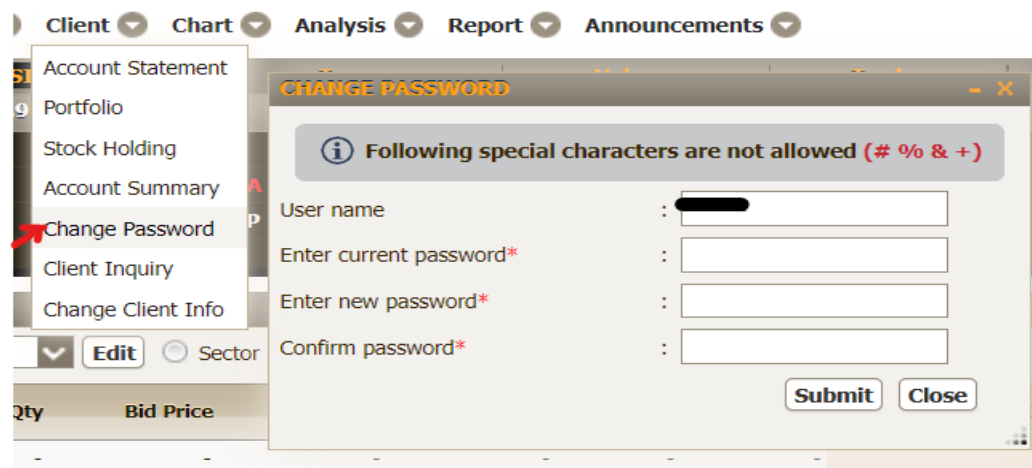 Client Chart Analysis Report Announcements
Account Statement
Portfolio
Stock Holding
Account Summary
Change Password
Client Inquiry
Change Client Info
CHANGE PASSWORD
Following special characters are not allowed (# % & +)
User name :
Enter current password* :
Enter new password* :
Confirm password* :
Submit Close
Edit Sector
Qty Bid Price